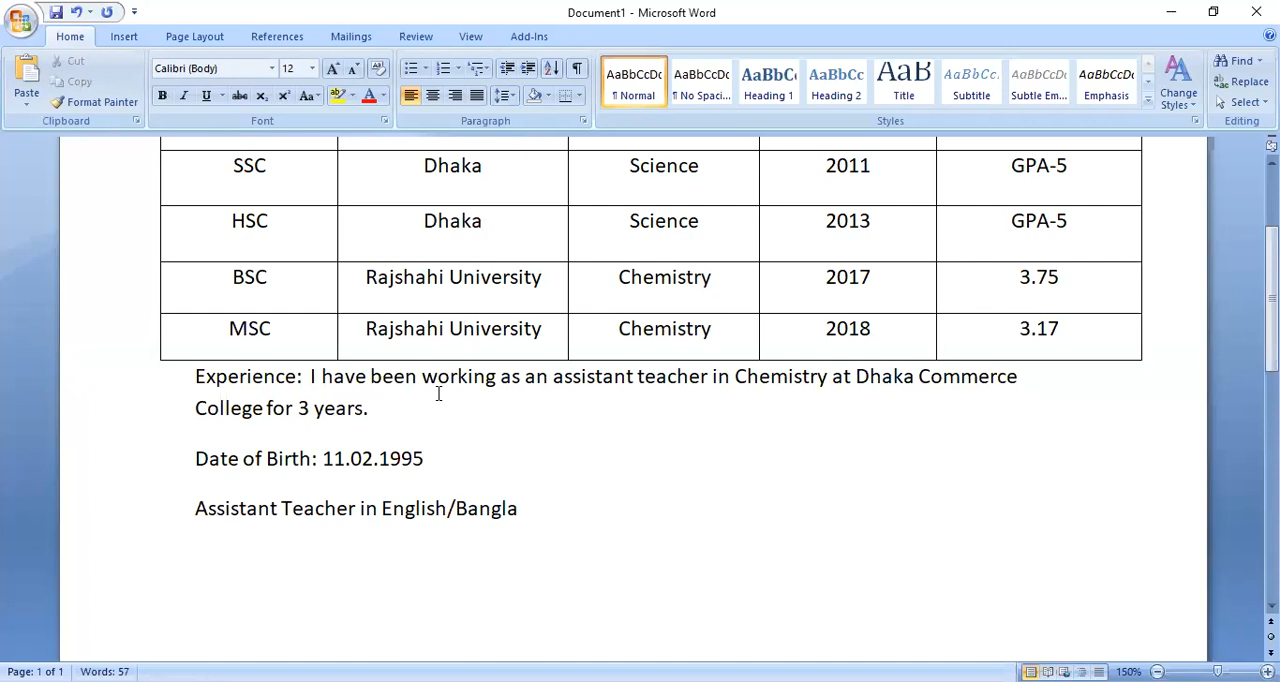 Document1 - Microsoft Word
Home Insert Page Layout References Mailings Review View Add-Ins
Paste
Cut
Copy
Format Painter
Clipboard
Calibri (Body) 12
B I U abc X₂ X² Aa
Font
Paragraph
AaBbCcDc AaBbCcDc AaBbC AaBbCc AaB AaBbCc. AaBbCcDc AaBbCcDc
¶ Normal ¶ No Spaci... Heading 1 Heading 2 Title Subtitle Subtle Em... Emphasis
Change Styles
Styles
Find
Replace
Select
Editing
SSC Dhaka Science 2011 GPA-5
HSC Dhaka Science 2013 GPA-5
BSC Rajshahi University Chemistry 2017 3.75
MSC Rajshahi University Chemistry 2018 3.17
Experience: I have been working as an assistant teacher in Chemistry at Dhaka Commerce
College for 3 years.
Date of Birth: 11.02.1995
Assistant Teacher in English/Bangla
Page: 1 of 1 Words: 57 150%